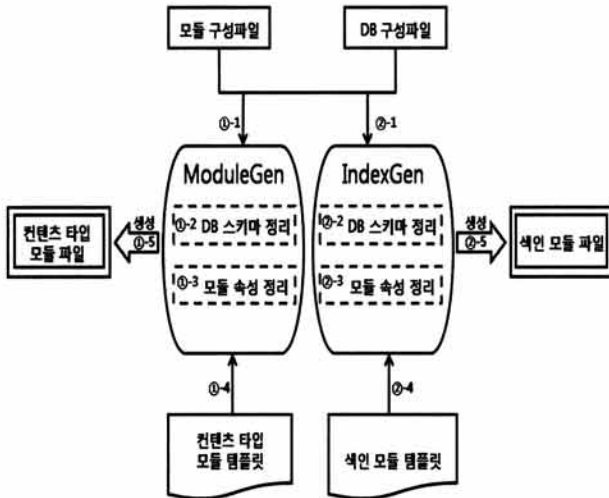 모듈 구성파일
DB 구성파일
①-1
②-1
ModuleGen
IndexGen
①-2 DB 스키마 정리
②-2 DB 스키마 정리
생성
①-5
컨텐츠 타입
모듈 파일
생성
②-5
색인 모듈 파일
①-3 모듈 속성 정리
②-3 모듈 속성 정리
①-4
②-4
컨텐츠 타입
모듈 템플릿
색인 모듈 템플릿